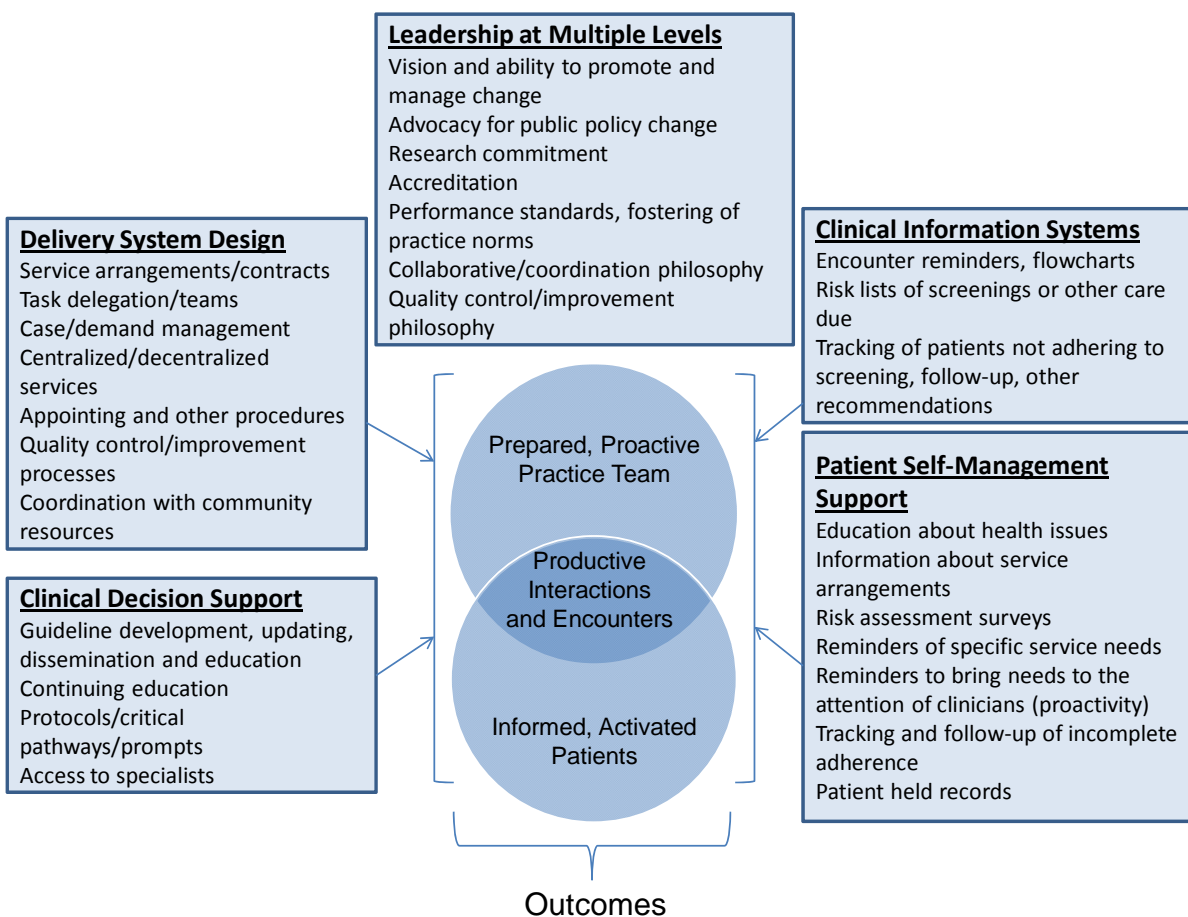 Leadership at Multiple Levels
Vision and ability to promote and
manage change
Advocacy for public policy change
Research commitment
Accreditation
Performance standards, fostering of
practice norms
Collaborative/coordination philosophy
Quality control/improvement
philosophy
Delivery System Design
Service arrangements/contracts
Task delegation/teams
Case/demand management
Centralized/decentralized
services
Appointing and other procedures
Quality control/improvement
processes
Coordination with community
resources
Clinical Decision Support
Guideline development, updating,
dissemination and education
Continuing education
Protocols/critical
pathways/prompts
Access to specialists
Prepared, Proactive
Practice Team
Productive
Interactions
and Encounters
Informed, Activated
Patients
Clinical Information Systems
Encounter reminders, flowcharts
Risk lists of screenings or other care
due
Tracking of patients not adhering to
screening, follow-up, other
recommendations
Patient Self-Management
Support
Education about health issues
Information about service
arrangements
Risk assessment surveys
Reminders of specific service needs
Reminders to bring needs to the
attention of clinicians (proactivity)
Tracking and follow-up of incomplete
adherence
Patient held records
Outcomes